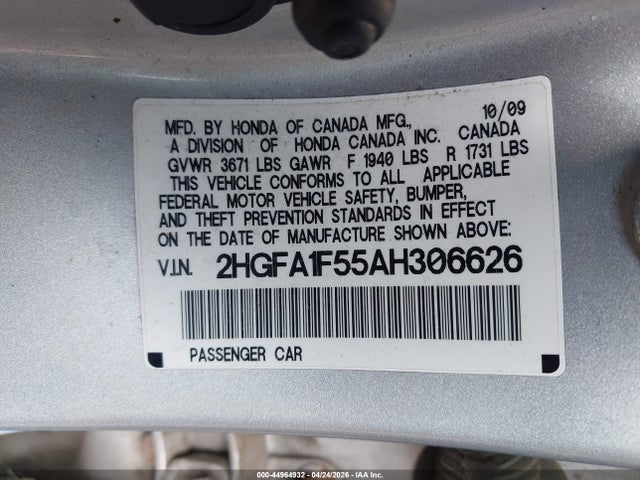 10/09
MFD. BY HONDA OF CANADA MFG.,
A DIVISION OF HONDA CANADA INC. CANADA
GVWR 3671 LBS GAWR F 1940 LBS R 1731 LBS
THIS VEHICLE CONFORMS TO ALL APPLICABLE
FEDERAL MOTOR VEHICLE SAFETY, BUMPER,
AND THEFT PREVENTION STANDARDS IN EFFECT
ON THE DATE OF MANUFACTURE SHOWN ABOVE:
V.I.N. 2HGFA1F55AH306626
PASSENGER CAR
000-44964932 - 04/24/2026 - IAA Inc.